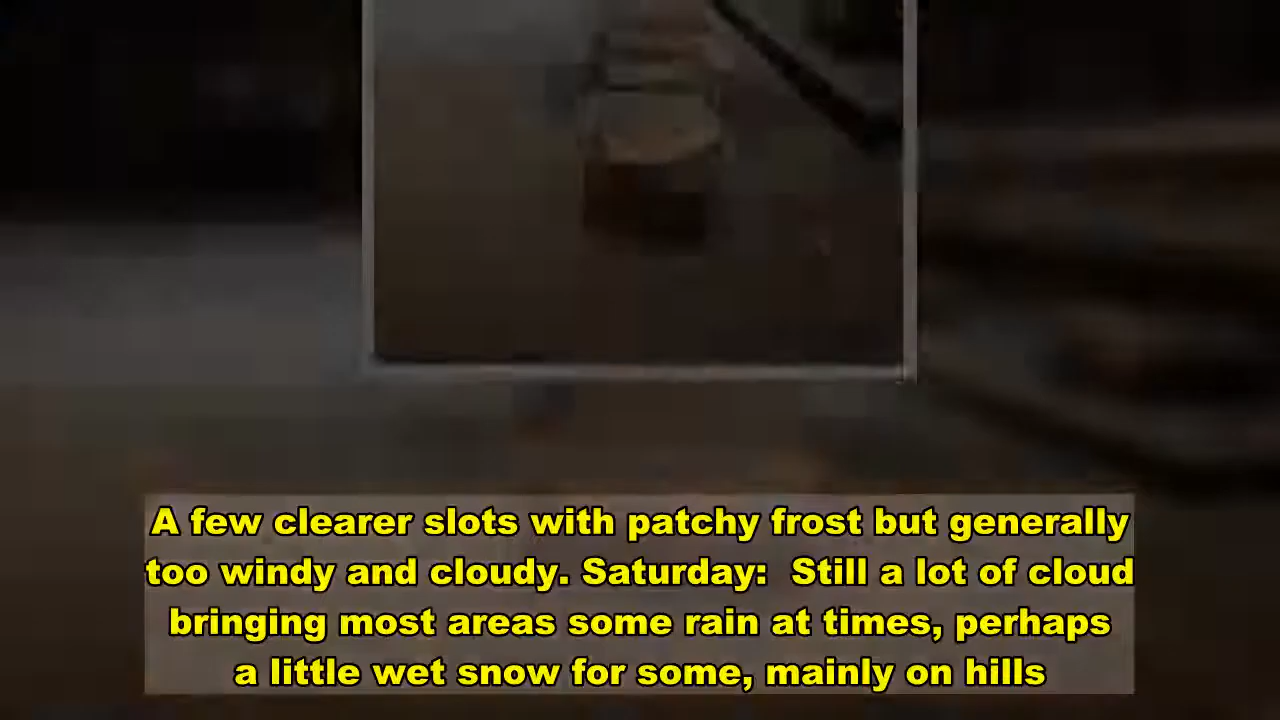 A few clearer slots with patchy frost but generally
too windy and cloudy. Saturday:  Still a lot of cloud
bringing most areas some rain at times, perhaps
a little wet snow for some, mainly on hills